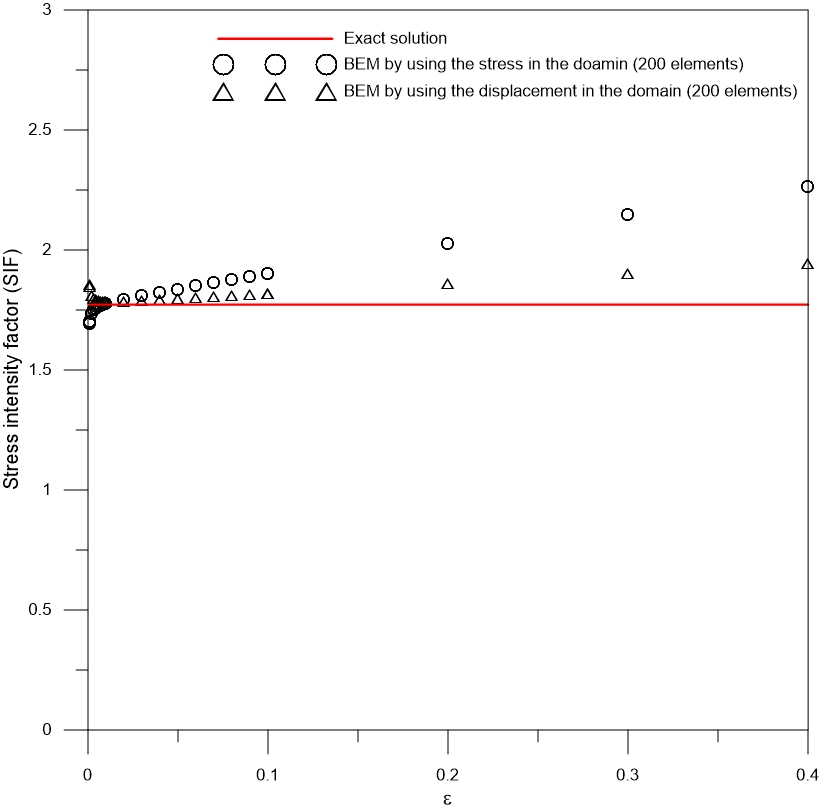 3
Exact solution
BEM by using the stress in the doamin (200 elements)
BEM by using the displacement in the domain (200 elements)
2.5
2
Stress intensity factor (SIF)
1.5
1
0.5
0
0 0.1 0.2 0.3 0.4
ε